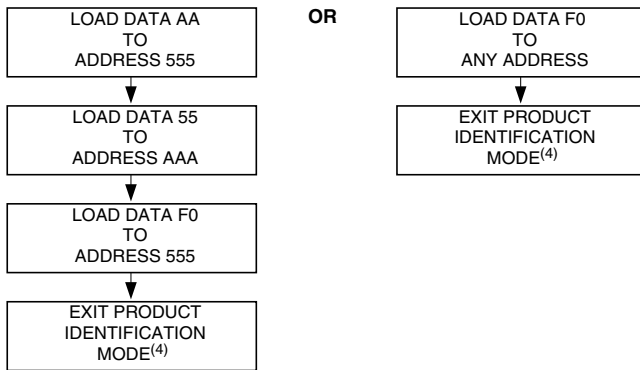 LOAD DATA AA
TO
ADDRESS 555
LOAD DATA 55
TO
ADDRESS AAA
LOAD DATA F0
TO
ADDRESS 555
EXIT PRODUCT
IDENTIFICATION
MODE(4)
OR
LOAD DATA F0
TO
ANY ADDRESS
EXIT PRODUCT
IDENTIFICATION
MODE(4)